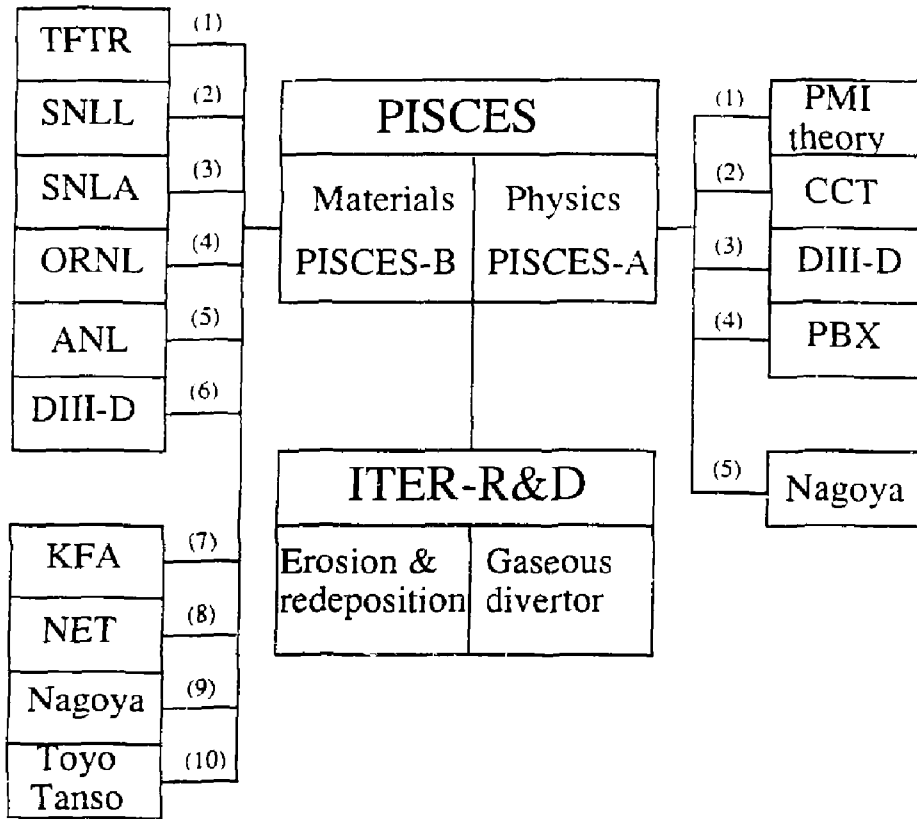 TFTR
(1)
SNLL
(2)
SNLA
(3)
ORNL
(4)
ANL
(5)
DIII-D
(6)
KFA
(7)
NET
(8)
Nagoya
(9)
Toyo
Tanso
(10)
PISCES
Materials
PISCES-B
Physics
PISCES-A
ITER-R&D
Erosion &
redeposition
Gaseous
divertor
(1)
PMI
theory
(2)
CCT
(3)
DIII-D
(4)
PBX
(5)
Nagoya